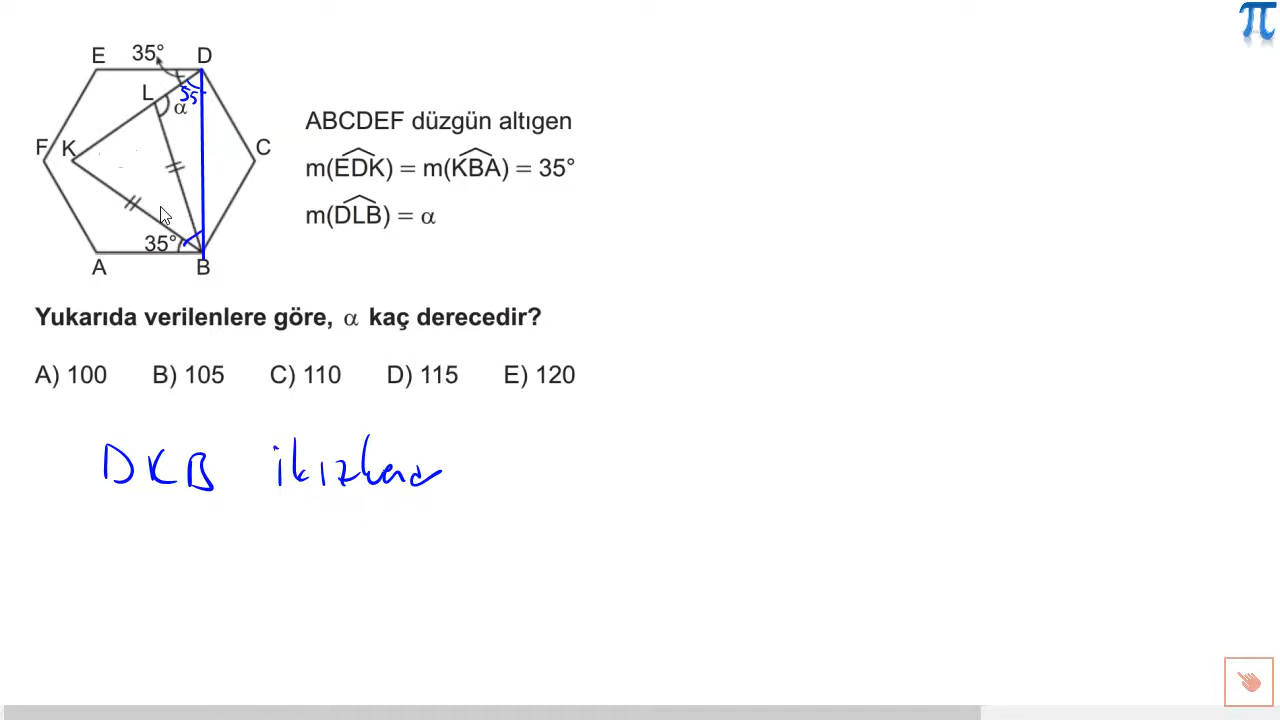 π
E 35° D
L 55
α
F K C
35°
A B
ABCDEF düzgün altıgen
m(EDK) = m(KBA) = 35°
m(DLB) = α
Yukarıda verilenlere göre, α kaç derecedir?
A) 100 B) 105 C) 110 D) 115 E) 120
DKB ikizkenar